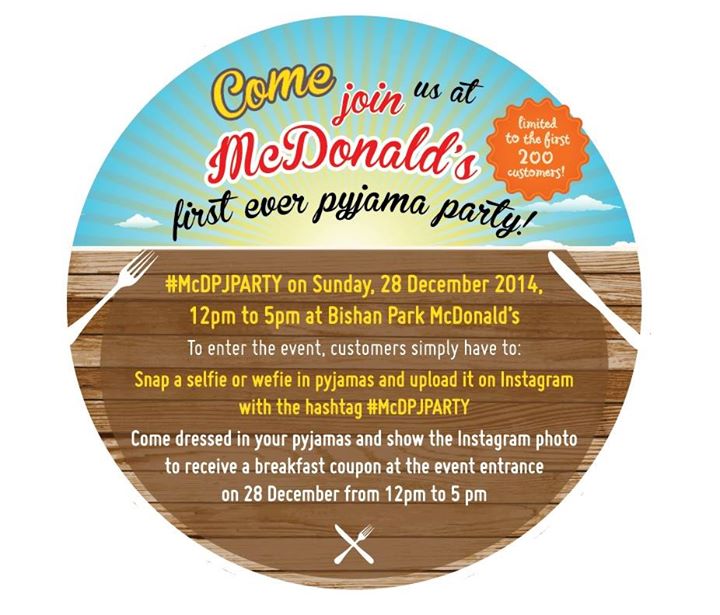 Come join us at
McDonald's
first ever pyjama party!
limited
to the first
200
customers!
#McDPJPARTY on Sunday, 28 December 2014,
12pm to 5pm at Bishan Park McDonald's
To enter the event, customers simply have to:
Snap a selfie or wefie in pyjamas and upload it on Instagram
with the hashtag #McDPJPARTY
Come dressed in your pyjamas and show the Instagram photo
to receive a breakfast coupon at the event entrance
on 28 December from 12pm to 5 pm